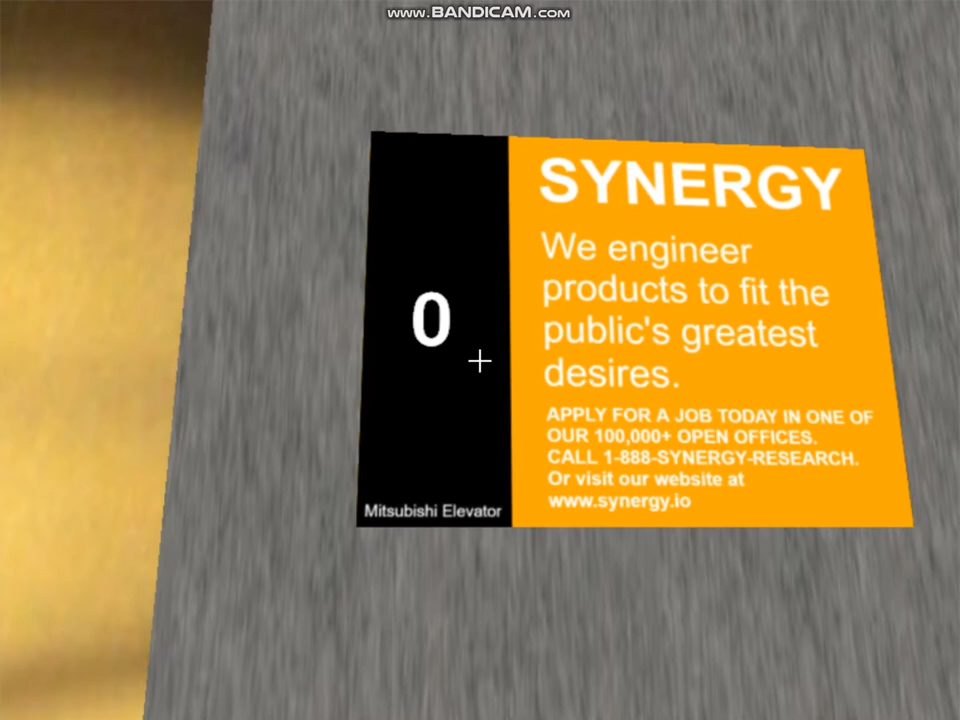 www.BANDICAM.com
0
Mitsubishi Elevator
SYNERGY
We engineer
products to fit the
public's greatest
desires.
APPLY FOR A JOB TODAY IN ONE OF
OUR 100,000+ OPEN OFFICES.
CALL 1-888-SYNERGY-RESEARCH.
Or visit our website at
www.synergy.io